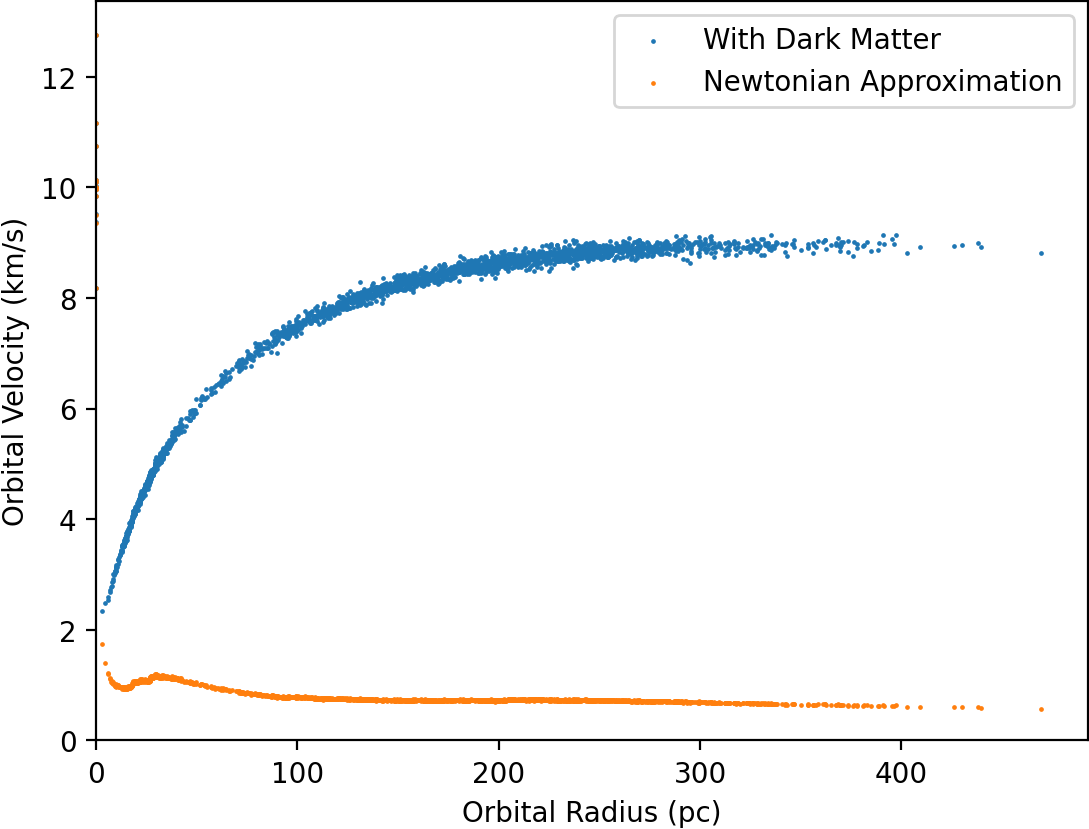 With Dark Matter
Newtonian Approximation
Orbital Velocity (km/s)
12
10
8
6
4
2
0
0 100 200 300 400
Orbital Radius (pc)